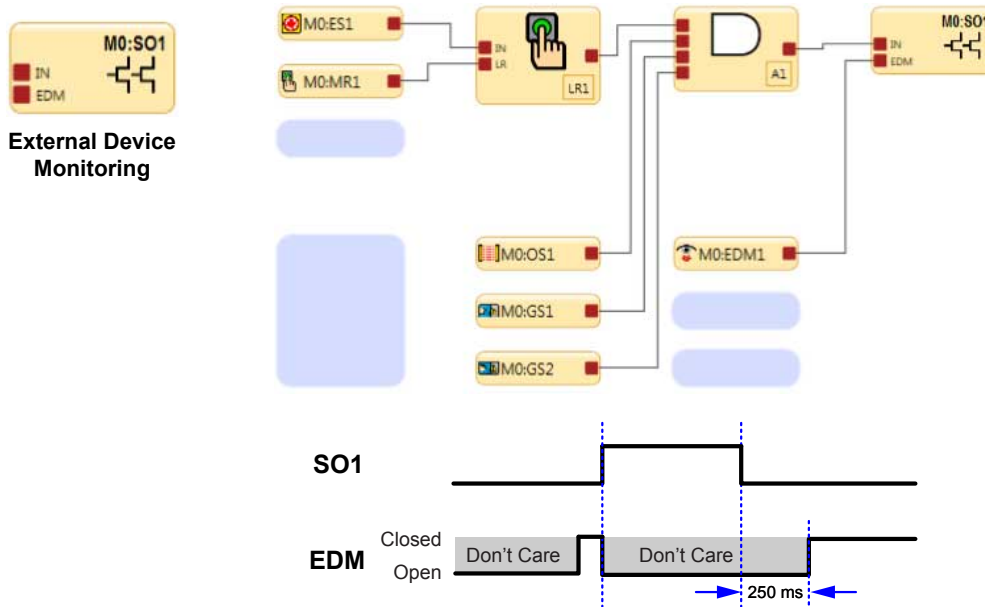 M0:SO1
IN
EDM
External Device
Monitoring
M0:ES1
M0:MR1
IN
LR
LR1
A1
M0:SO1
IN
EDM
M0:OS1
M0:EDM1
M0:GS1
M0:GS2
SO1
EDM
Closed
Open
Don't Care
Don't Care
250 ms